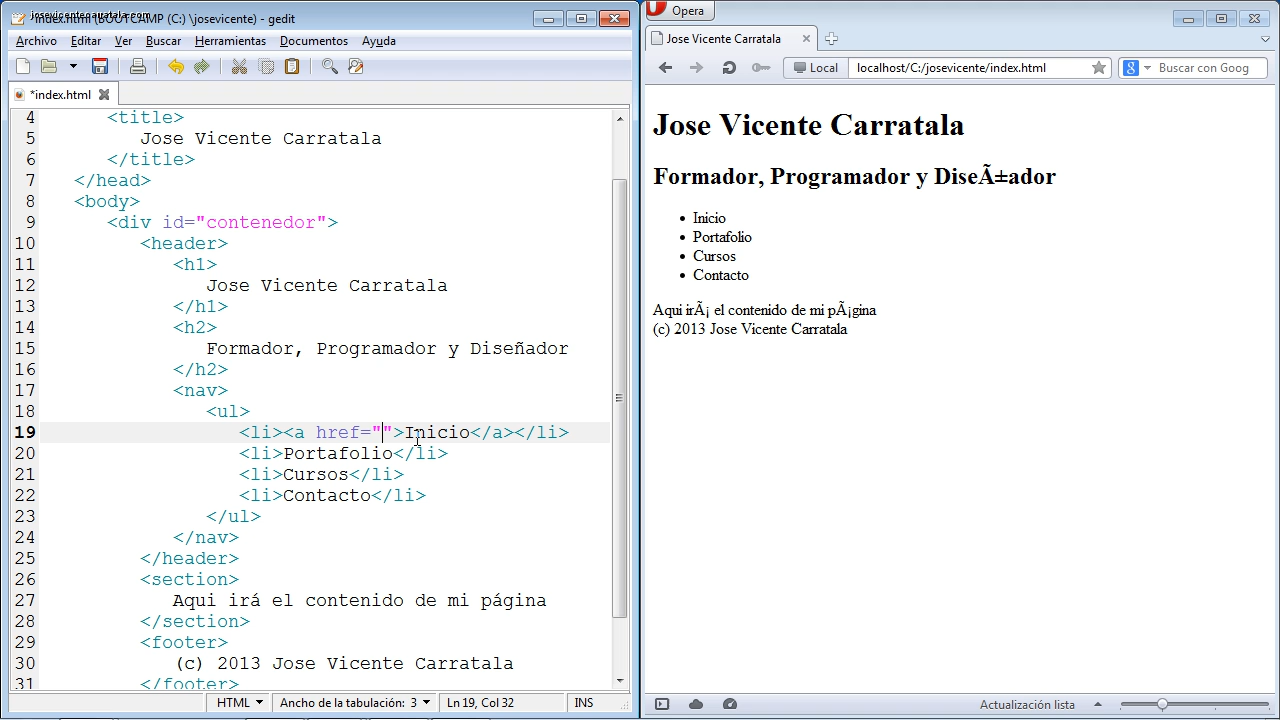 josevicentecarratala.com
(C:) \josevicente) - gedit
Archivo Editar Ver Buscar Herramientas Documentos Ayuda
*index.html
4 <title>
5 Jose Vicente Carratala
6 </title>
7 </head>
8 <body>
9 <div id="contenedor">
10 <header>
11 <h1>
12 Jose Vicente Carratala
13 </h1>
14 <h2>
15 Formador, Programador y Diseñador
16 </h2>
17 <nav>
18 <ul>
19 <li><a href="">Inicio</a></li>
20 <li>Portafolio</li>
21 <li>Cursos</li>
22 <li>Contacto</li>
23 </ul>
24 </nav>
25 </header>
26 <section>
27 Aqui irá el contenido de mi página
28 </section>
29 <footer>
30 (c) 2013 Jose Vicente Carratala
31 </footer>
HTML Ancho de la tabulación: 3 Ln 19, Col 32 INS
Opera
Jose Vicente Carratala
Local localhost/C:/josevicente/index.html 8 Buscar con Goog
Jose Vicente Carratala
Formador, Programador y DiseÃ±ador
• Inicio
• Portafolio
• Cursos
• Contacto
Aqui irÃ¡ el contenido de mi pÃ¡gina
(c) 2013 Jose Vicente Carratala
Actualización lista